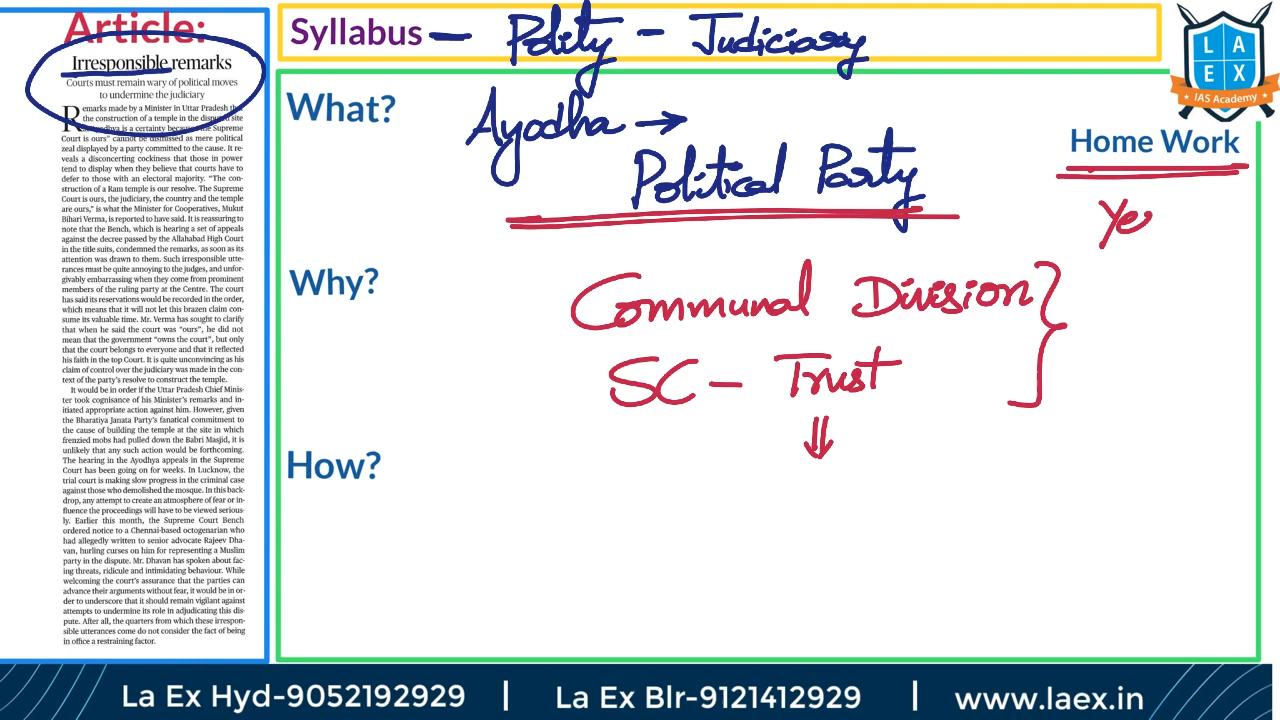 Article:
Irresponsible remarks
Courts must remain wary of political moves
to undermine the judiciary
Remarks made by a Minister in Uttar Pradesh that
the construction of a temple in the disputed site
in Ayodhya is a certainty because "the Supreme
Court is ours" cannot be dismissed as mere political
zeal displayed by a party committed to the cause. It re-
veals a disconcerting cockiness that those in power
tend to display when they believe that courts have to
defer to those with an electoral majority. "The con-
struction of a Ram temple is our resolve. The Supreme
Court is ours, the judiciary, the country and the temple
are ours," is what the Minister for Cooperatives, Mukut
Bihari Verma, is reported to have said. It is reassuring to
note that the Bench, which is hearing a set of appeals
against the decree passed by the Allahabad High Court
in the title suits, condemned the remarks, as soon as its
attention was drawn to them. Such irresponsible utte-
rances must be quite annoying to the judges, and unfor-
givably embarrassing when they come from prominent
members of the ruling party at the Centre. The court
has said its reservations would be recorded in the order,
which means that it will not let this brazen claim con-
sume its valuable time. Mr. Verma has sought to clarify
that when he said the court was "ours", he did not
mean that the government "owns the court", but only
that the court belongs to everyone and that it reflected
his faith in the top Court. It is quite unconvincing as his
claim of control over the judiciary was made in the con-
text of the party's resolve to construct the temple.
It would be in order if the Uttar Pradesh Chief Minis-
ter took cognisance of his Minister's remarks and in-
itiated appropriate action against him. However, given
the Bharatiya Janata Party's fanatical commitment to
the cause of building the temple at the site in which
frenzied mobs had pulled down the Babri Masjid, it is
unlikely that any such action would be forthcoming.
The hearing in the Ayodhya appeals in the Supreme
Court has been going on for weeks. In Lucknow, the
trial court is making slow progress in the criminal case
against those who demolished the mosque. In this back-
drop, any attempt to create an atmosphere of fear or in-
fluence the proceedings will have to be viewed serious-
ly. Earlier this month, the Supreme Court Bench
ordered notice to a Chennai-based octogenarian who
had allegedly written to senior advocate Rajeev Dha-
van, hurling curses on him for representing a Muslim
party in the dispute. Mr. Dhavan has spoken about fac-
ing threats, ridicule and intimidating behaviour. While
welcoming the court's assurance that the parties can
advance their arguments without fear, it would be in or-
der to underscore that it should remain vigilant against
attempts to undermine its role in adjudicating this dis-
pute. After all, the quarters from which these irrespon-
sible utterances come do not consider the fact of being
in office a restraining factor.
Syllabus - Polity - Judiciary
What?
Ayodha →
Political Party
Why?
Communal Division
SC - Trust
How?
LA
EX
IAS Academy
Home Work
Ye
La Ex Hyd-9052192929 | La Ex Blr-9121412929 | www.laex.in